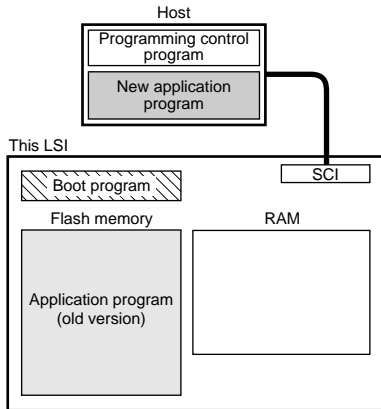 Host
Programming control
program
New application
program
This LSI
SCI
Boot program
Flash memory
RAM
Application program
(old version)